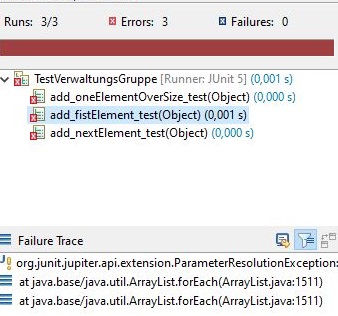 Runs: 3/3 Errors: 3 Failures: 0
TestVerwaltungsGruppe [Runner: JUnit 5] (0,001 s)
add_oneElementOverSize_test(Object) (0,000 s)
add_fistElement_test(Object) (0,001 s)
add_nextElement_test(Object) (0,000 s)
Failure Trace
org.junit.jupiter.api.extension.ParameterResolutionException:
at java.base/java.util.ArrayList.forEach(ArrayList.java:1511)
at java.base/java.util.ArrayList.forEach(ArrayList.java:1511)